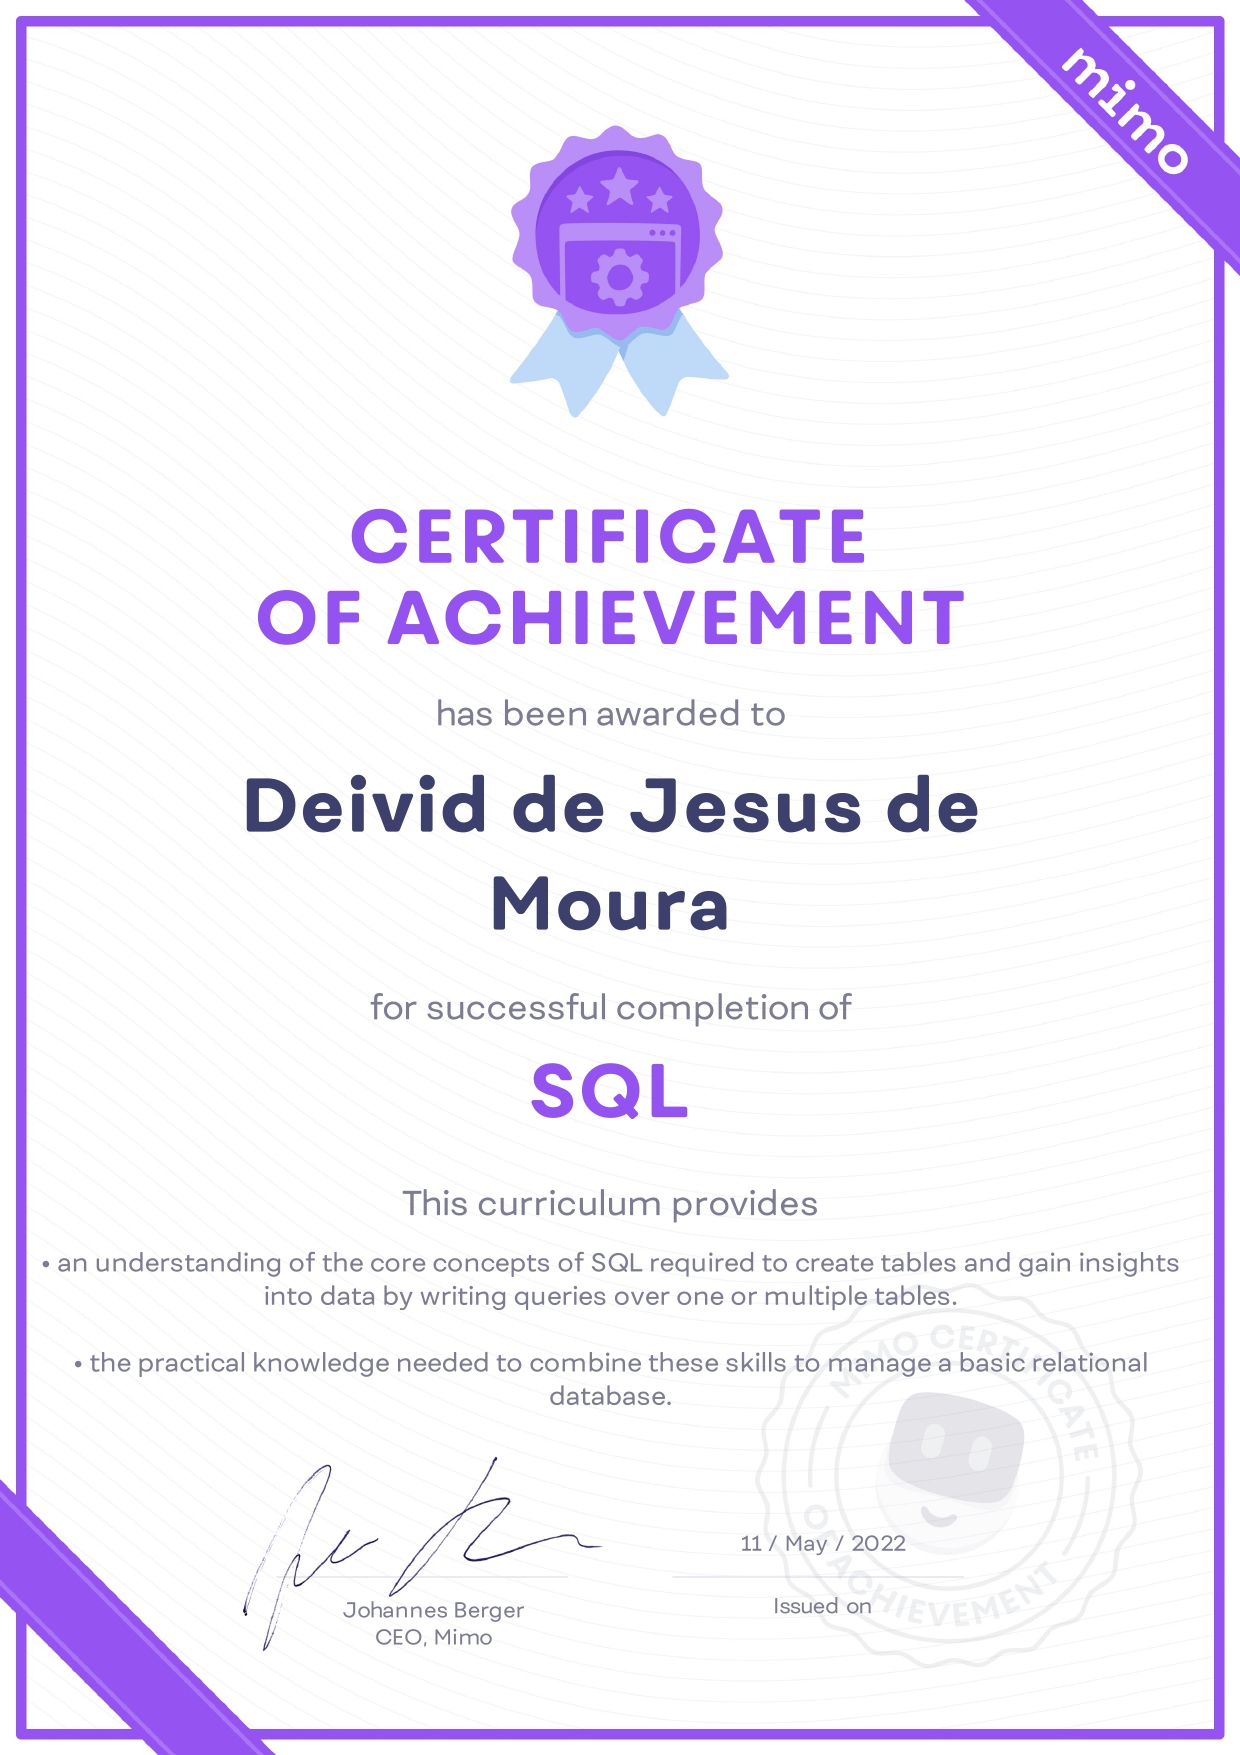 mimo
CERTIFICATE
OF ACHIEVEMENT
has been awarded to
Deivid de Jesus de
Moura
for successful completion of
SQL
This curriculum provides
• an understanding of the core concepts of SQL required to create tables and gain insights
into data by writing queries over one or multiple tables.
• the practical knowledge needed to combine these skills to manage a basic relational
database.
MIMO CERTIFICATE
OF ACHIEVEMENT
11 / May / 2022
Issued on
Johannes Berger
CEO, Mimo